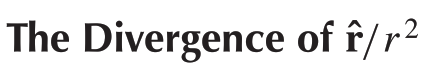 The Divergence of r̂/r²